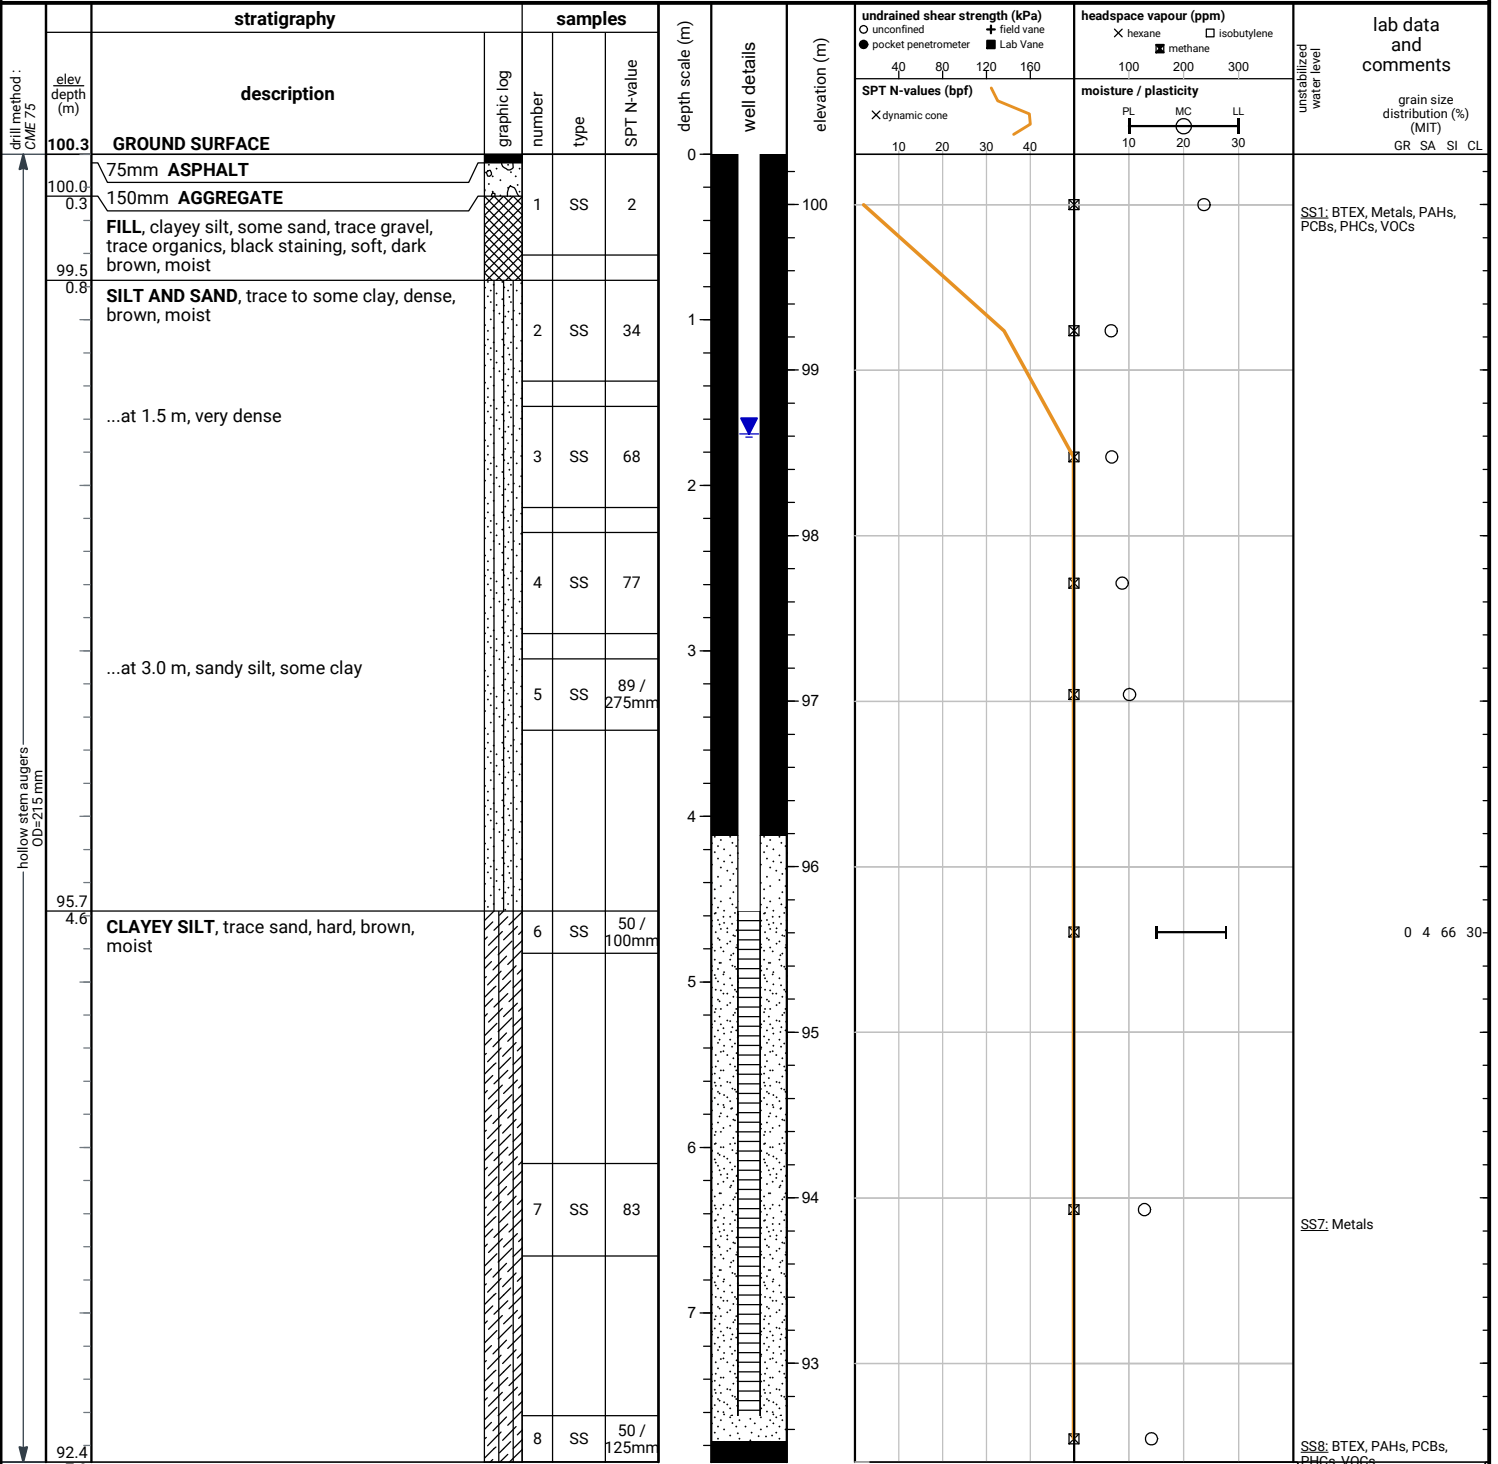 stratigraphy
samples
drill method :
CME 75
elev
depth
(m)
description
graphic log
number
type
SPT N-value
depth scale (m)
well details
elevation (m)
undrained shear strength (kPa)
unconfined
field vane
pocket penetrometer
Lab Vane
40 80 120 160
SPT N-values (bpf)
dynamic cone
10 20 30 40
headspace vapour (ppm)
hexane
isobutylene
methane
100 200 300
moisture / plasticity
PL MC LL
10 20 30
unstabilized
water level
lab data
and
comments
grain size
distribution (%)
(MIT)
GR SA SI CL
100.3 GROUND SURFACE
75mm ASPHALT
100.0
0.3
150mm AGGREGATE
FILL, clayey silt, some sand, trace gravel,
trace organics, black staining, soft, dark
brown, moist
99.5
0.8
SILT AND SAND, trace to some clay, dense,
brown, moist
...at 1.5 m, very dense
...at 3.0 m, sandy silt, some clay
95.7
4.6
CLAYEY SILT, trace sand, hard, brown,
moist
92.4
hollow stem augers
OD=215 mm
1 SS 2
2 SS 34
3 SS 68
4 SS 77
5 SS 89 /
275mm
6 SS 50 /
100mm
7 SS 83
8 SS 50 /
125mm
0
1
2
3
4
5
6
7
100
99
98
97
96
95
94
93
SS1: BTEX, Metals, PAHs,
PCBs, PHCs, VOCs
0 4 66 30
SS7: Metals
SS8: BTEX, PAHs, PCBs,
PHCs, VOCs